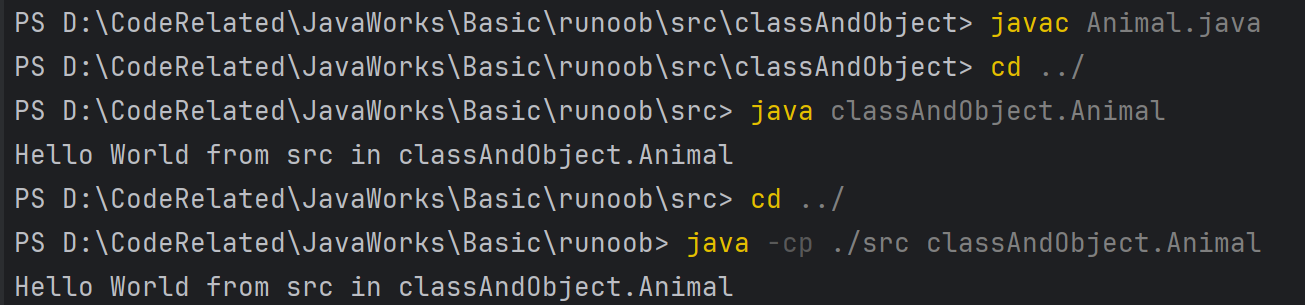 PS D:\CodeRelated\JavaWorks\Basic\runoob\src\classAndObject> javac Animal.java
PS D:\CodeRelated\JavaWorks\Basic\runoob\src\classAndObject> cd ../
PS D:\CodeRelated\JavaWorks\Basic\runoob\src> java classAndObject.Animal
Hello World from src in classAndObject.Animal
PS D:\CodeRelated\JavaWorks\Basic\runoob\src> cd ../
PS D:\CodeRelated\JavaWorks\Basic\runoob> java -cp ./src classAndObject.Animal
Hello World from src in classAndObject.Animal